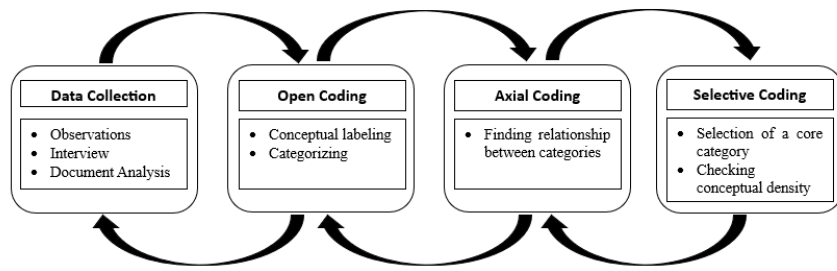 Data Collection
• Observations
• Interview
• Document Analysis
Open Coding
• Conceptual labeling
• Categorizing
Axial Coding
• Finding relationship
between categories
Selective Coding
• Selection of a core
category
• Checking
conceptual density